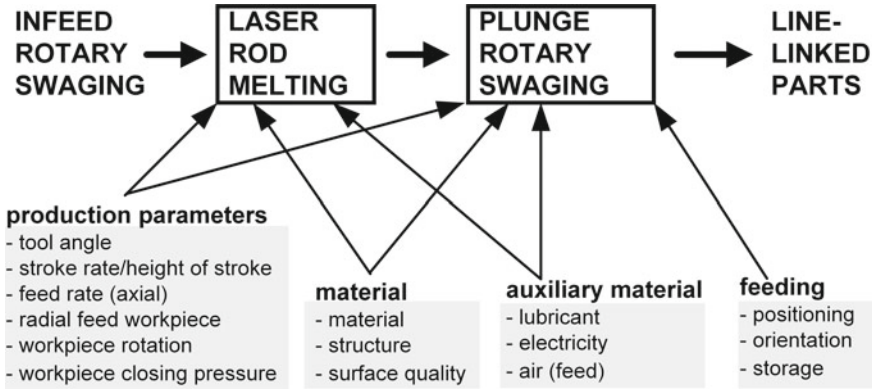 INFEED
ROTARY
SWAGING
LASER
ROD
MELTING
PLUNGE
ROTARY
SWAGING
LINE-
LINKED
PARTS
production parameters
- tool angle
- stroke rate/height of stroke
- feed rate (axial)
- radial feed workpiece
- workpiece rotation
- workpiece closing pressure
material
- material
- structure
- surface quality
auxiliary material
- lubricant
- electricity
- air (feed)
feeding
- positioning
- orientation
- storage